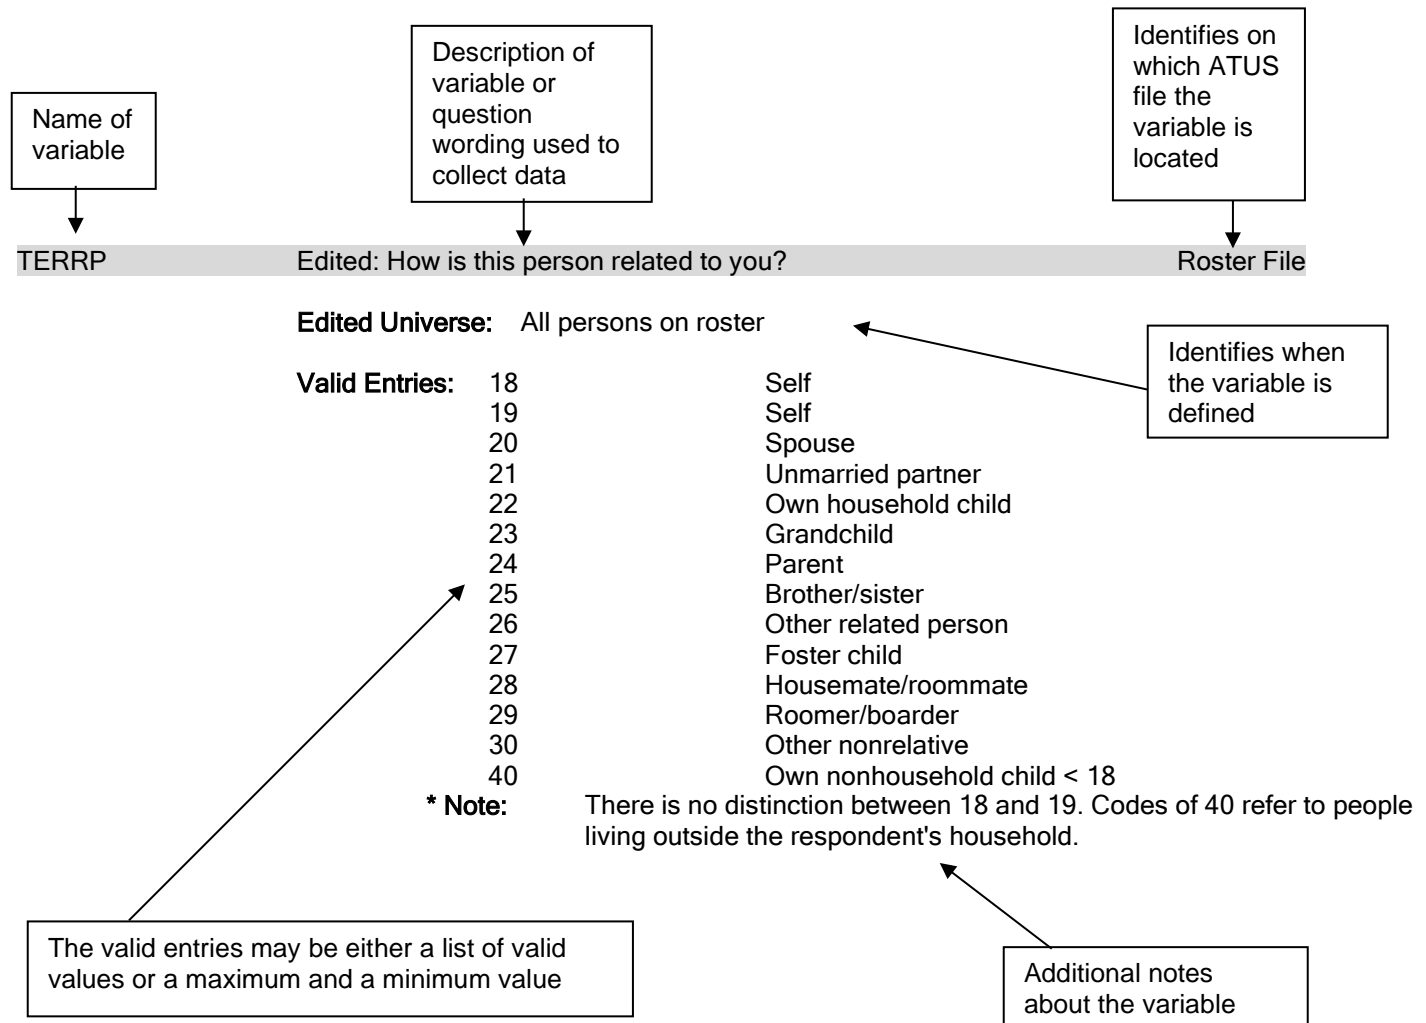 Name of
variable
Description of
variable or
question
wording used to
collect data
Identifies on
which ATUS
file the
variable is
located
TERRP Edited: How is this person related to you? Roster File
Edited Universe: All persons on roster
Identifies when
the variable is
defined
Valid Entries: 18 Self
19 Self
20 Spouse
21 Unmarried partner
22 Own household child
23 Grandchild
24 Parent
25 Brother/sister
26 Other related person
27 Foster child
28 Housemate/roommate
29 Roomer/boarder
30 Other nonrelative
40 Own nonhousehold child < 18
* Note: There is no distinction between 18 and 19. Codes of 40 refer to people
living outside the respondent's household.
The valid entries may be either a list of valid
values or a maximum and a minimum value
Additional notes
about the variable